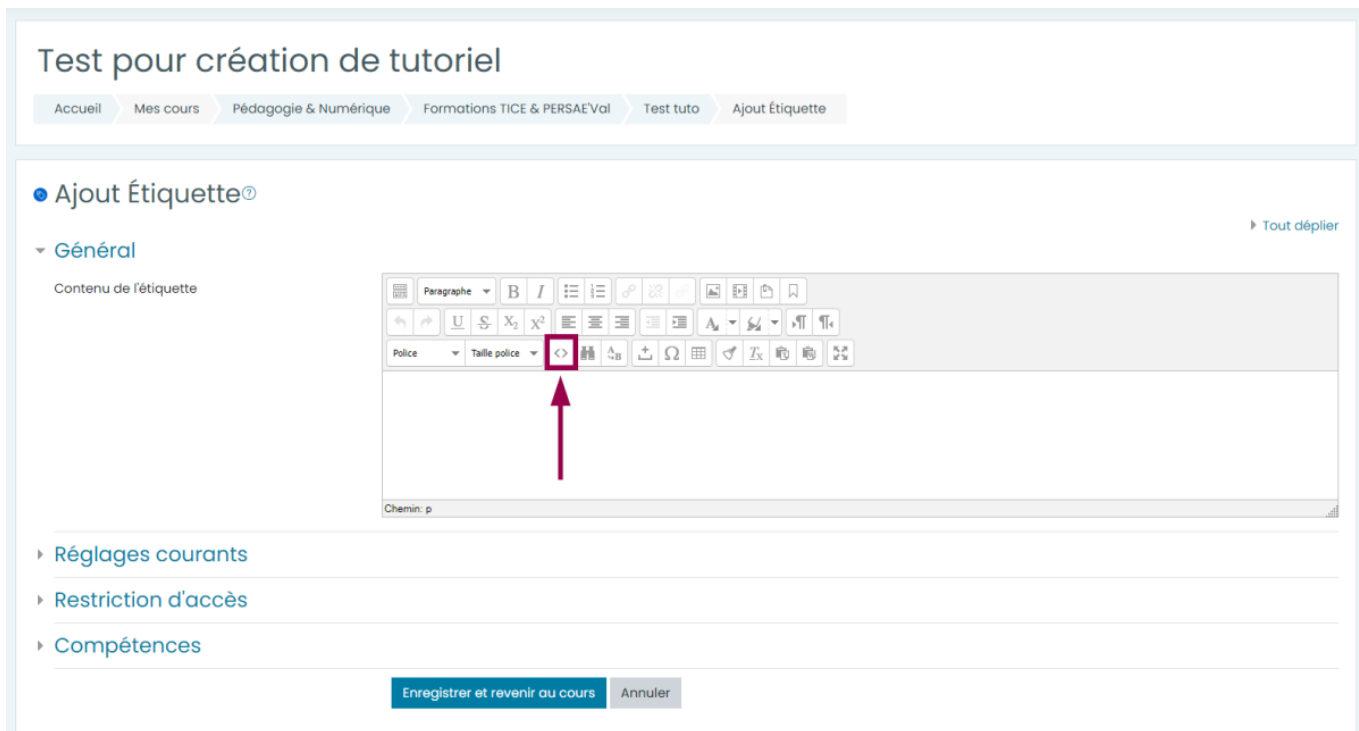 Test pour création de tutoriel
Accueil Mes cours Pédagogie & Numérique Formations TICE & PERSAE'Val Test tuto Ajout Étiquette
Ajout Étiquette
Tout déplier
Général
Contenu de l'étiquette
Paragraphe B I
U S X₂ X² A
Police Taille police <> A B Ω Tx
Chemin: p
Réglages courants
Restriction d'accès
Compétences
Enregistrer et revenir au cours Annuler